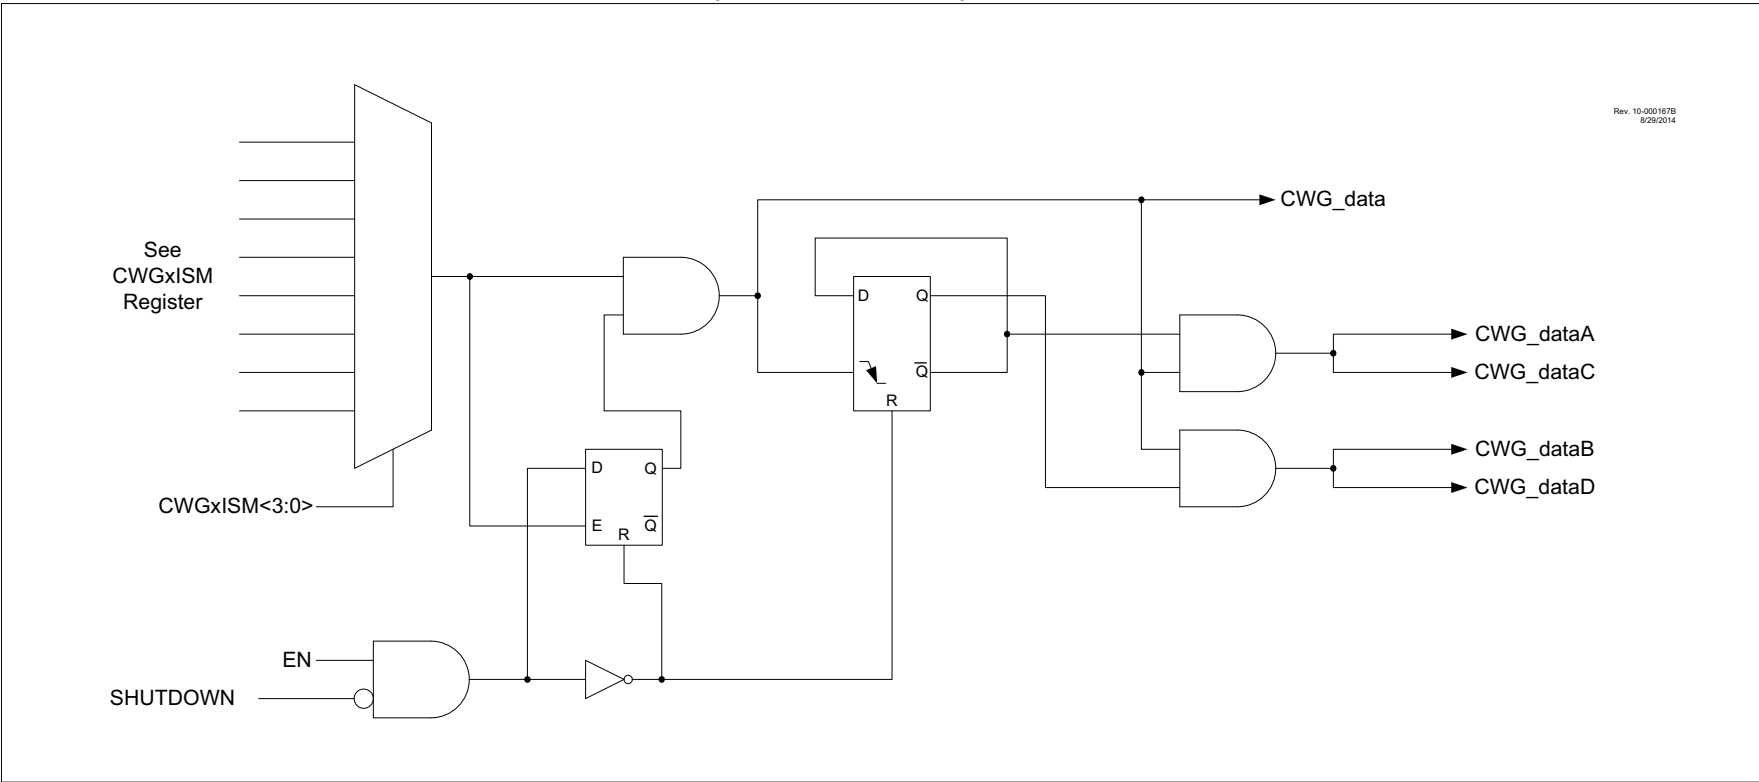 Rev. 10-000167B
8/29/2014
CWG_data
See
CWGxISM
Register
D
Q
Q̅
R
CWG_dataA
CWG_dataC
CWG_dataB
CWG_dataD
D
Q
E
R
Q̅
CWGxISM<3:0>
EN
SHUTDOWN